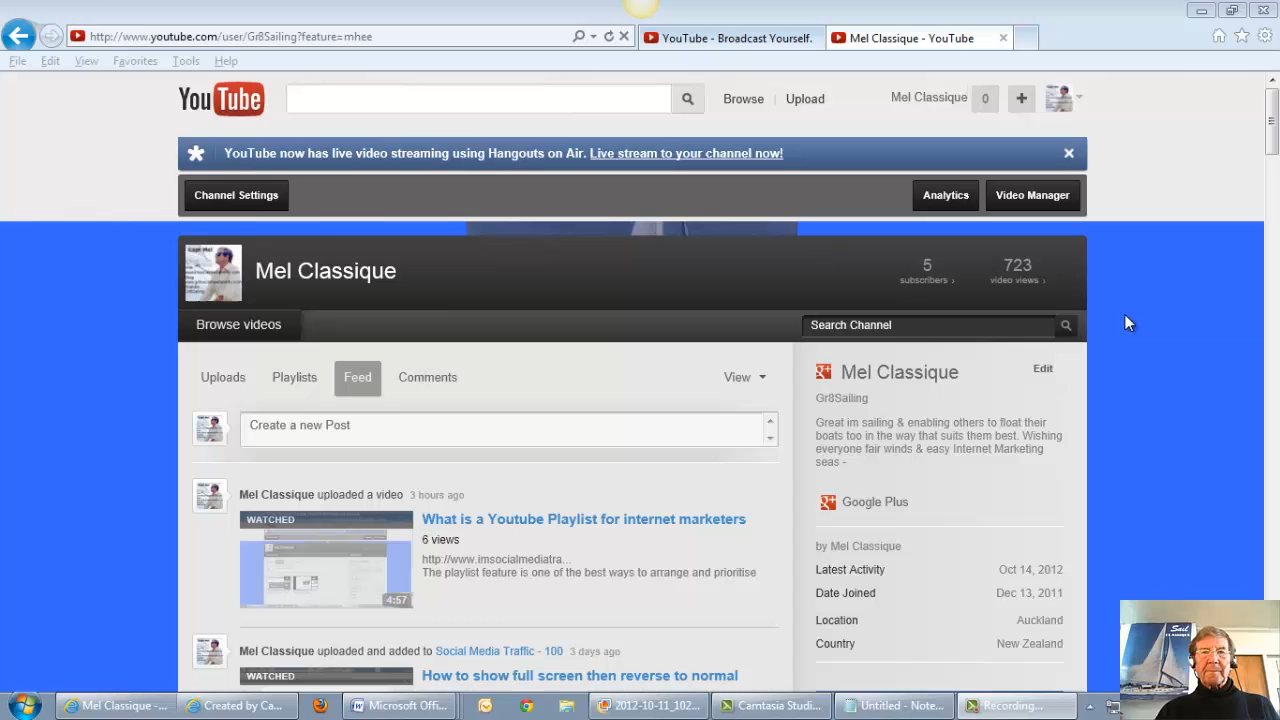 http://www.youtube.com/user/Gr8Sailing?feature=mhee
YouTube - Broadcast Yourself.
Mel Classique - YouTube
File Edit View Favorites Tools Help
YouTube
Browse Upload
Mel Classique 0
YouTube now has live video streaming using Hangouts on Air. Live stream to your channel now!
Channel Settings
Analytics
Video Manager
Mel Classique
5
subscribers
723
video views
Browse videos
Search Channel
Uploads Playlists Feed Comments
View
Create a new Post
Mel Classique uploaded a video 3 hours ago
WATCHED
4:57
What is a Youtube Playlist for internet marketers
6 views
http://www.imsocialmediatra...
The playlist feature is one of the best ways to arrange and prioritise
Mel Classique uploaded and added to Social Media Traffic - 100 3 days ago
WATCHED
How to show full screen then reverse to normal
Mel Classique
Edit
Gr8Sailing
Great im sailing & enabling others to float their
boats too in the way that suits them best. Wishing
everyone fair winds & easy Internet Marketing
seas -
Google Plus
by Mel Classique
Latest Activity Oct 14, 2012
Date Joined Dec 13, 2011
Location Auckland
Country New Zealand
Sail
Mel Classique -...
Created by Ca...
Microsoft Offi...
2012-10-11_102...
Camtasia Studi...
Untitled - Note...
Recording...